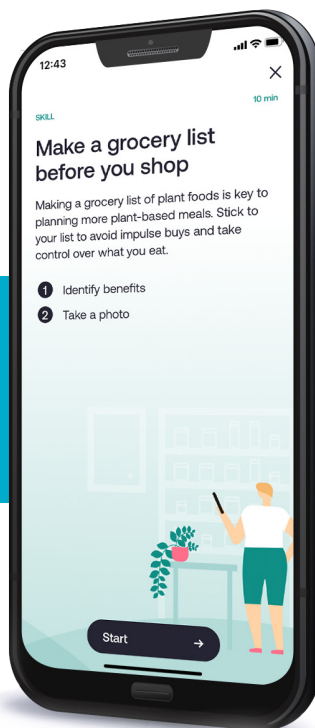 12:43
10 min
SKILL
Make a grocery list
before you shop
Making a grocery list of plant foods is key to
planning more plant-based meals. Stick to
your list to avoid impulse buys and take
control over what you eat.
1 Identify benefits
2 Take a photo
Start